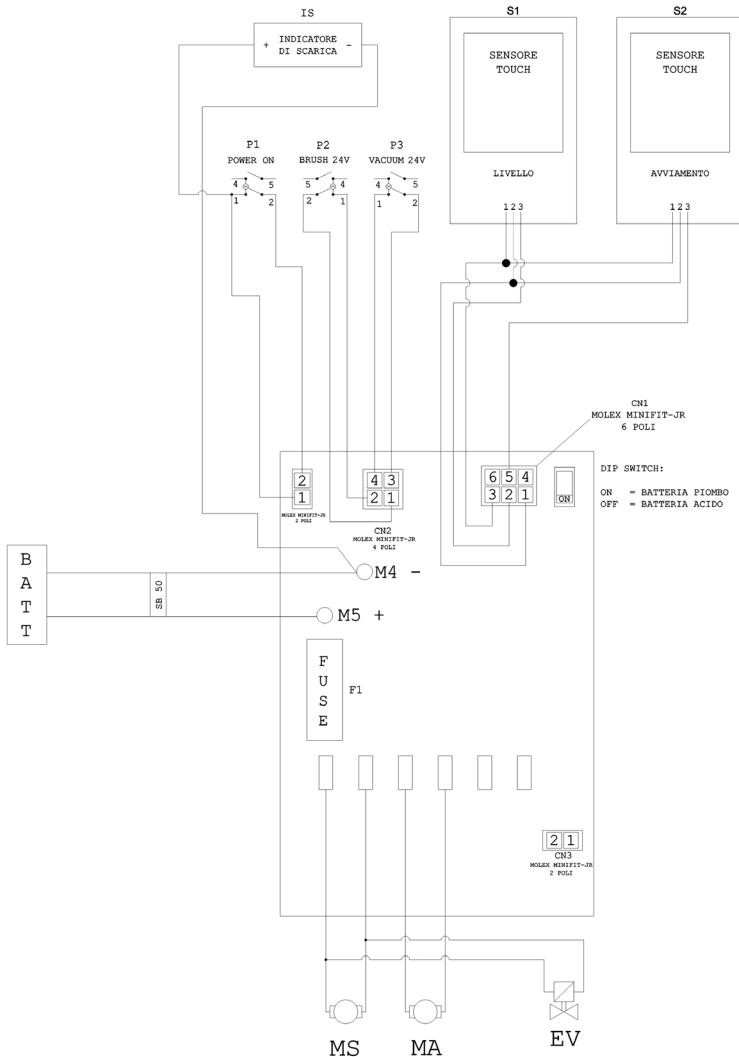 IS
+ INDICATORE -
DI SCARICA
S1
S2
SENSORE
TOUCH
SENSORE
TOUCH
LIVELLO
AVVIAMENTO
1 2 3
1 2 3
P1
POWER ON
P2
BRUSH 24V
P3
VACUUM 24V
4 5
1 2
5 4
2 1
4 5
1 2
CN1
MOLEX MINIFIT-JR
6 POLI
2
1
MOLEX MINIFIT-JR
2 POLI
4 3
2 1
CN2
MOLEX MINIFIT-JR
4 POLI
6 5 4
3 2 1
ON
DIP SWITCH:
ON = BATTERIA PIOMBO
OFF = BATTERIA ACIDO
BATT
SB 50
M4 -
M5 +
FUSE
F1
2 1
CN3
MOLEX MINIFIT-JR
2 POLI
MS
MA
EV